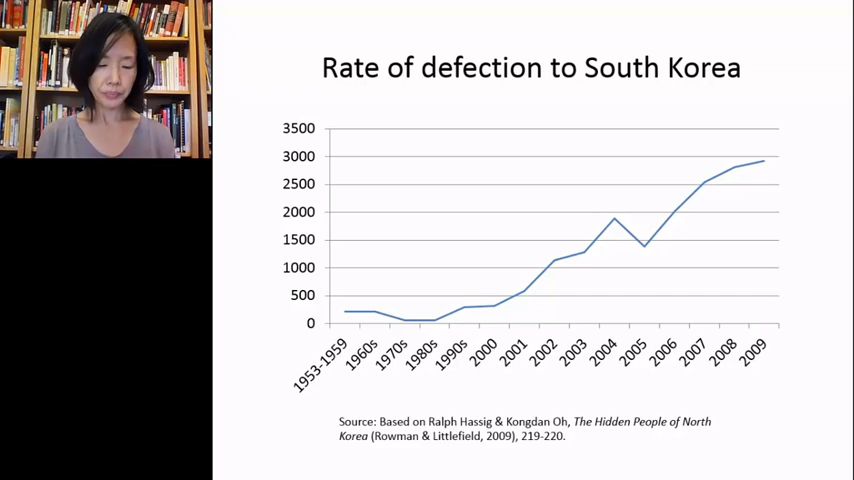 Rate of defection to South Korea
3500
3000
2500
2000
1500
1000
500
0
1953-1959
1960s
1970s
1980s
1990s
2000
2001
2002
2003
2004
2005
2006
2007
2008
2009
Source: Based on Ralph Hassig & Kongdan Oh, The Hidden People of North
Korea (Rowman & Littlefield, 2009), 219-220.